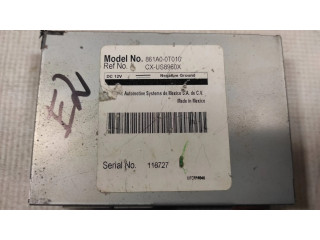 Model No. 861A0-0T010
Ref No. CX-US6960X
DC 12V Negative Ground
Automotive Systems de Mexico S.A. de C.V.
Made in Mexico
E2
Serial No. 116727